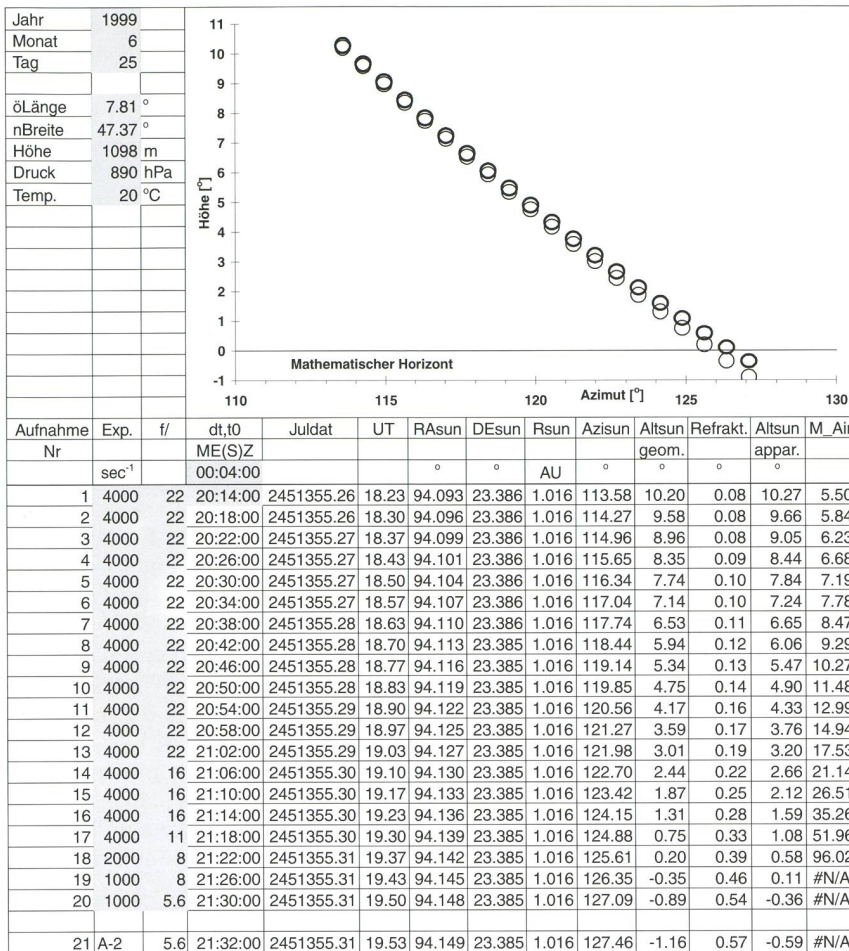 Jahr 1999
Monat 6
Tag 25
öLänge 7.81 °
nBreite 47.37 °
Höhe 1098 m
Druck 890 hPa
Temp. 20 °C
Höhe [°]
11
10
9
8
7
6
5
4
3
2
1
0
-1
Mathematischer Horizont
110 115 120 125 130
Azimut [°]
Aufnahme Exp. f/ dt,t0 Juldat UT RAsun DEsun Rsun Azisun Altsun Refrakt. Altsun M_Air
Nr ME(S)Z geom. appar.
sec-1 00:04:00 ° ° AU ° ° ° °
1 4000 22 20:14:00 2451355.26 18.23 94.093 23.386 1.016 113.58 10.20 0.08 10.27 5.50
2 4000 22 20:18:00 2451355.26 18.30 94.096 23.386 1.016 114.27 9.58 0.08 9.66 5.84
3 4000 22 20:22:00 2451355.27 18.37 94.099 23.386 1.016 114.96 8.96 0.08 9.05 6.23
4 4000 22 20:26:00 2451355.27 18.43 94.101 23.386 1.016 115.65 8.35 0.09 8.44 6.68
5 4000 22 20:30:00 2451355.27 18.50 94.104 23.386 1.016 116.34 7.74 0.10 7.84 7.19
6 4000 22 20:34:00 2451355.27 18.57 94.107 23.386 1.016 117.04 7.14 0.10 7.24 7.78
7 4000 22 20:38:00 2451355.28 18.63 94.110 23.386 1.016 117.74 6.53 0.11 6.65 8.47
8 4000 22 20:42:00 2451355.28 18.70 94.113 23.385 1.016 118.44 5.94 0.12 6.06 9.29
9 4000 22 20:46:00 2451355.28 18.77 94.116 23.385 1.016 119.14 5.34 0.13 5.47 10.27
10 4000 22 20:50:00 2451355.28 18.83 94.119 23.385 1.016 119.85 4.75 0.14 4.90 11.48
11 4000 22 20:54:00 2451355.29 18.90 94.122 23.385 1.016 120.56 4.17 0.16 4.33 12.99
12 4000 22 20:58:00 2451355.29 18.97 94.125 23.385 1.016 121.27 3.59 0.17 3.76 14.94
13 4000 22 21:02:00 2451355.29 19.03 94.127 23.385 1.016 121.98 3.01 0.19 3.20 17.53
14 4000 16 21:06:00 2451355.30 19.10 94.130 23.385 1.016 122.70 2.44 0.22 2.66 21.14
15 4000 16 21:10:00 2451355.30 19.17 94.133 23.385 1.016 123.42 1.87 0.25 2.12 26.51
16 4000 16 21:14:00 2451355.30 19.23 94.136 23.385 1.016 124.15 1.31 0.28 1.59 35.26
17 4000 11 21:18:00 2451355.30 19.30 94.139 23.385 1.016 124.88 0.75 0.33 1.08 51.96
18 2000 8 21:22:00 2451355.31 19.37 94.142 23.385 1.016 125.61 0.20 0.39 0.58 96.02
19 1000 8 21:26:00 2451355.31 19.43 94.145 23.385 1.016 126.35 -0.35 0.46 0.11 #N/A
20 1000 5.6 21:30:00 2451355.31 19.50 94.148 23.385 1.016 127.09 -0.89 0.54 -0.36 #N/A
21 A-2 5.6 21:32:00 2451355.31 19.53 94.149 23.385 1.016 127.46 -1.16 0.57 -0.59 #N/A